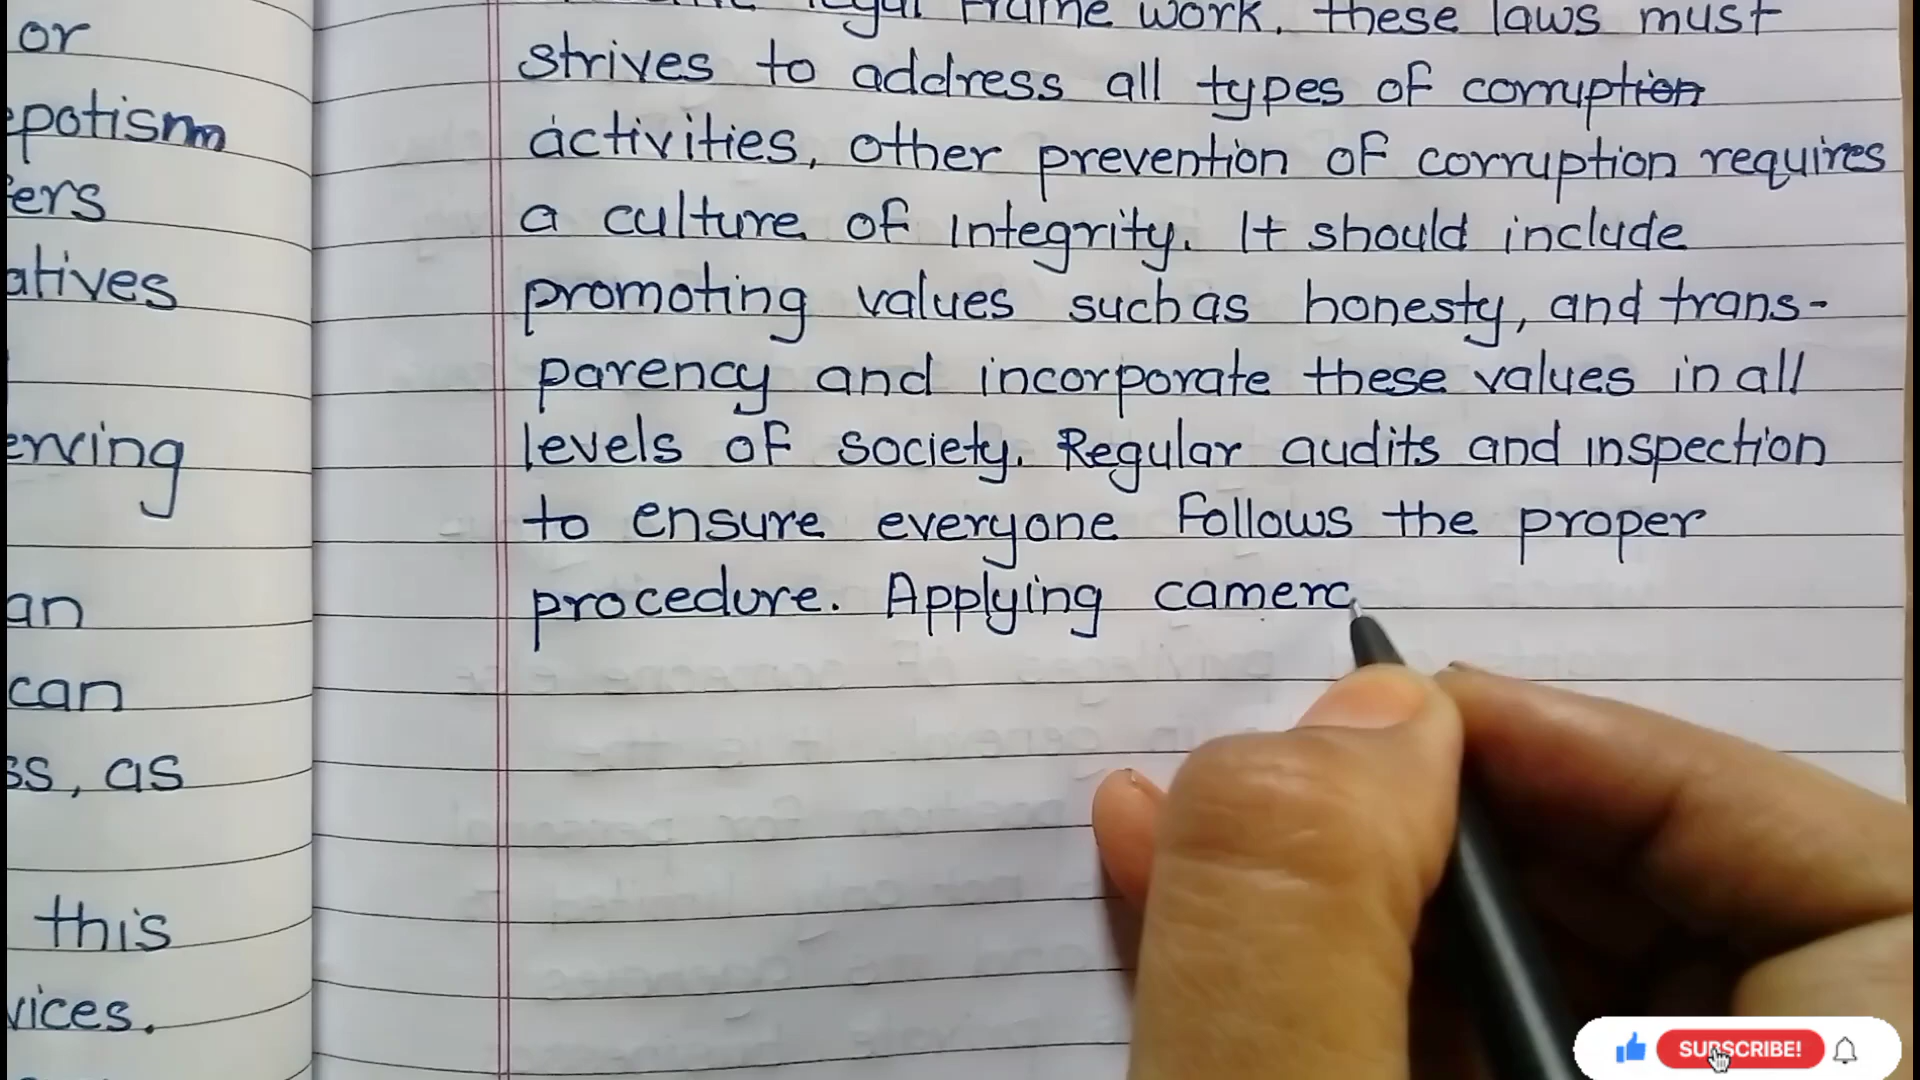 or
potism
ers
atives
erving
an
can
ss, as
this
vices.
legal frame work. These laws must
strives to address all types of corruption
activities, other prevention of corruption requires
a culture of integrity. It should include
promoting values such as honesty, and trans-
parency and incorporate these values in all
levels of society. Regular audits and inspection
to ensure everyone follows the proper
procedure. Applying camera
SUBSCRIBE!